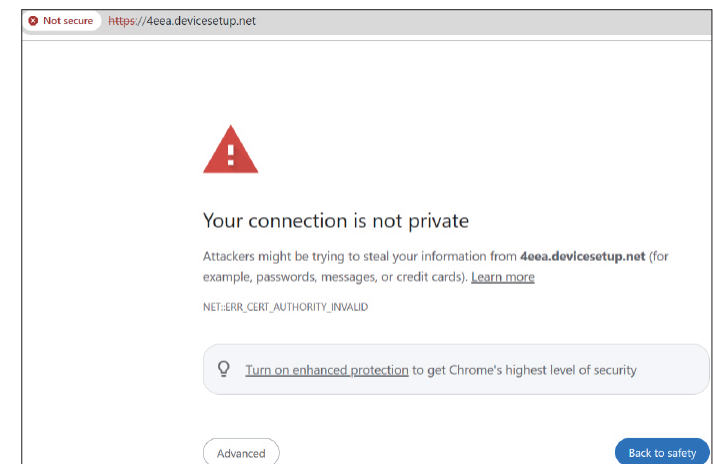 Not secure https://4eea.devicesetup.net
Your connection is not private
Attackers might be trying to steal your information from 4eea.devicesetup.net (for
example, passwords, messages, or credit cards). Learn more
NET::ERR_CERT_AUTHORITY_INVALID
Turn on enhanced protection to get Chrome's highest level of security
Advanced Back to safety